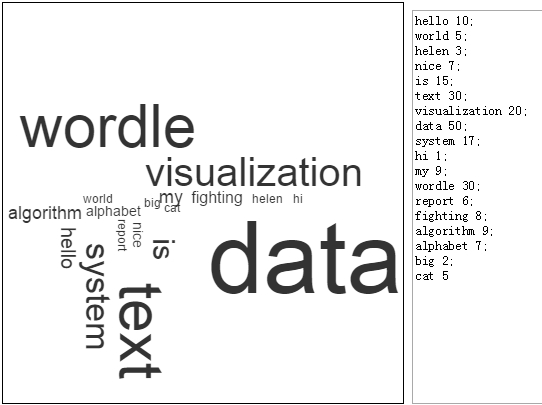 wordle
visualization
my fighting helen hi
world big cat
algorithm alphabet
hello report nice is
system text data
hello 10;
world 5;
helen 3;
nice 7;
is 15;
text 30;
visualization 20;
data 50;
system 17;
hi 1;
my 9;
wordle 30;
report 6;
fighting 8;
algorithm 9;
alphabet 7;
big 2;
cat 5